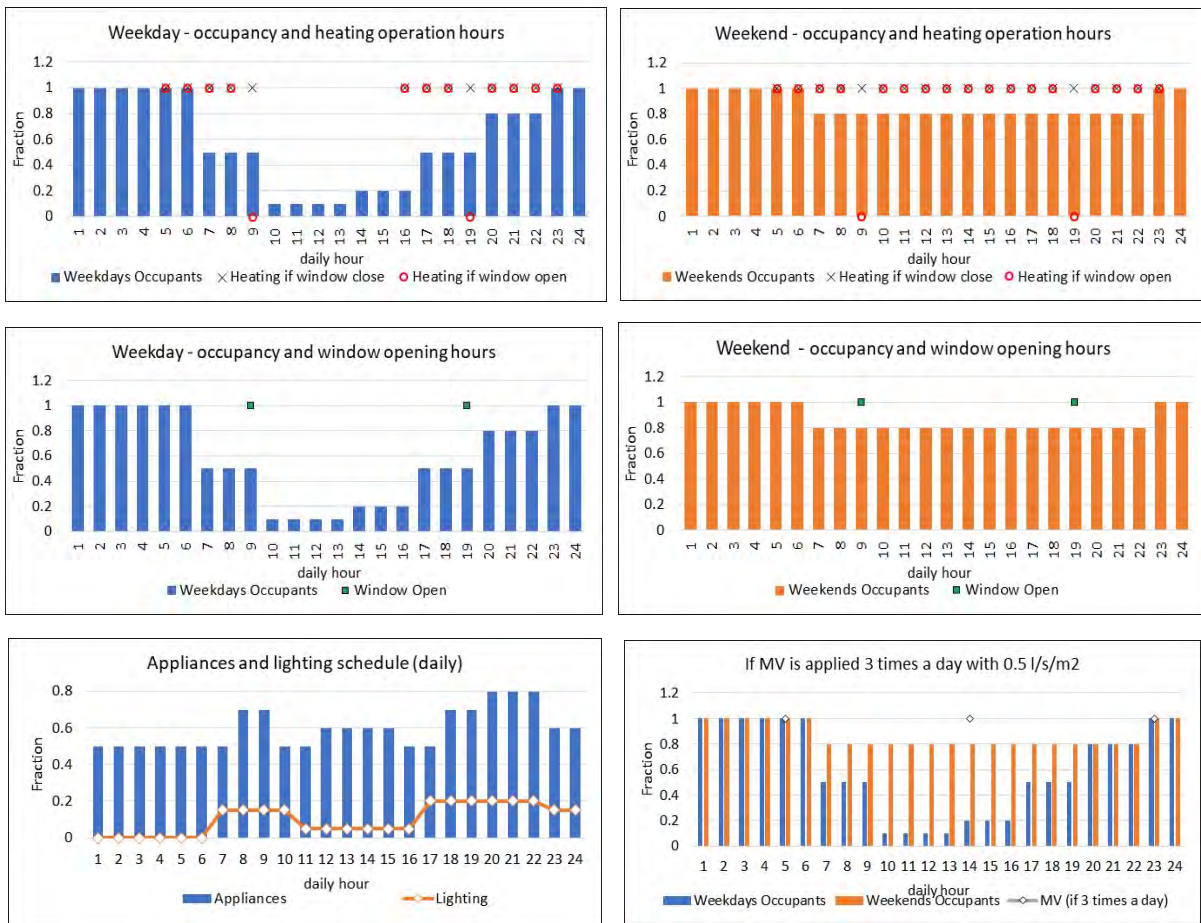 Weekday - occupancy and heating operation hours
1.2
1
0.8
0.6
0.4
0.2
0
Fraction
1 2 3 4 5 6 7 8 9 10 11 12 13 14 15 16 17 18 19 20 21 22 23 24
daily hour
Weekdays Occupants Heating if window close Heating if window open
Weekend - occupancy and heating operation hours
1.2
1
0.8
0.6
0.4
0.2
0
Fraction
1 2 3 4 5 6 7 8 9 10 11 12 13 14 15 16 17 18 19 20 21 22 23 24
daily hour
Weekends Occupants Heating if window close Heating if window open
Weekday - occupancy and window opening hours
1.2
1
0.8
0.6
0.4
0.2
0
Fraction
1 2 3 4 5 6 7 8 9 10 11 12 13 14 15 16 17 18 19 20 21 22 23 24
daily hour
Weekdays Occupants Window Open
Weekend - occupancy and window opening hours
1.2
1
0.8
0.6
0.4
0.2
0
Fraction
1 2 3 4 5 6 7 8 9 10 11 12 13 14 15 16 17 18 19 20 21 22 23 24
daily hour
Weekends Occupants Window Open
Appliances and lighting schedule (daily)
0.8
0.6
0.4
0.2
0
Fraction
1 2 3 4 5 6 7 8 9 10 11 12 13 14 15 16 17 18 19 20 21 22 23 24
daily hour
Appliances Lighting
If MV is applied 3 times a day with 0.5 l/s/m2
1.2
1
0.8
0.6
0.4
0.2
0
Fraction
1 2 3 4 5 6 7 8 9 10 11 12 13 14 15 16 17 18 19 20 21 22 23 24
daily hour
Weekdays Occupants Weekends Occupants MV (if 3 times a day)